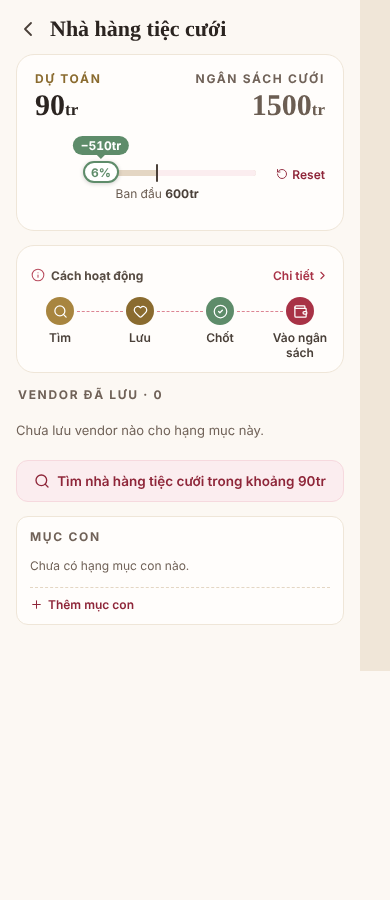 Nhà hàng tiệc cưới
DỰ TOÁN
NGÂN SÁCH CƯỚI
90tr
1500tr
−510tr
6%
Reset
Ban đầu 600tr
Cách hoạt động
Chi tiết
Tìm
Lưu
Chốt
Vào ngân
sách
VENDOR ĐÃ LƯU · 0
Chưa lưu vendor nào cho hạng mục này.
Tìm nhà hàng tiệc cưới trong khoảng 90tr
MỤC CON
Chưa có hạng mục con nào.
+ Thêm mục con